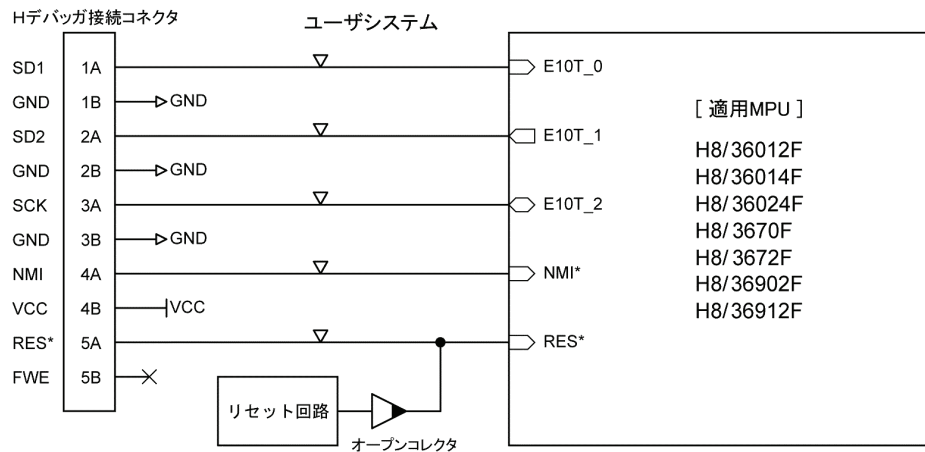 Hデバッガ接続コネクタ
ユーザシステム
SD1 1A E10T_0
GND 1B GND
SD2 2A E10T_1
GND 2B GND
SCK 3A E10T_2
GND 3B GND
NMI 4A NMI*
VCC 4B VCC
RES* 5A RES*
FWE 5B
リセット回路
オープンコレクタ
[ 適用MPU ]
H8/36012F
H8/36014F
H8/36024F
H8/3670F
H8/3672F
H8/36902F
H8/36912F